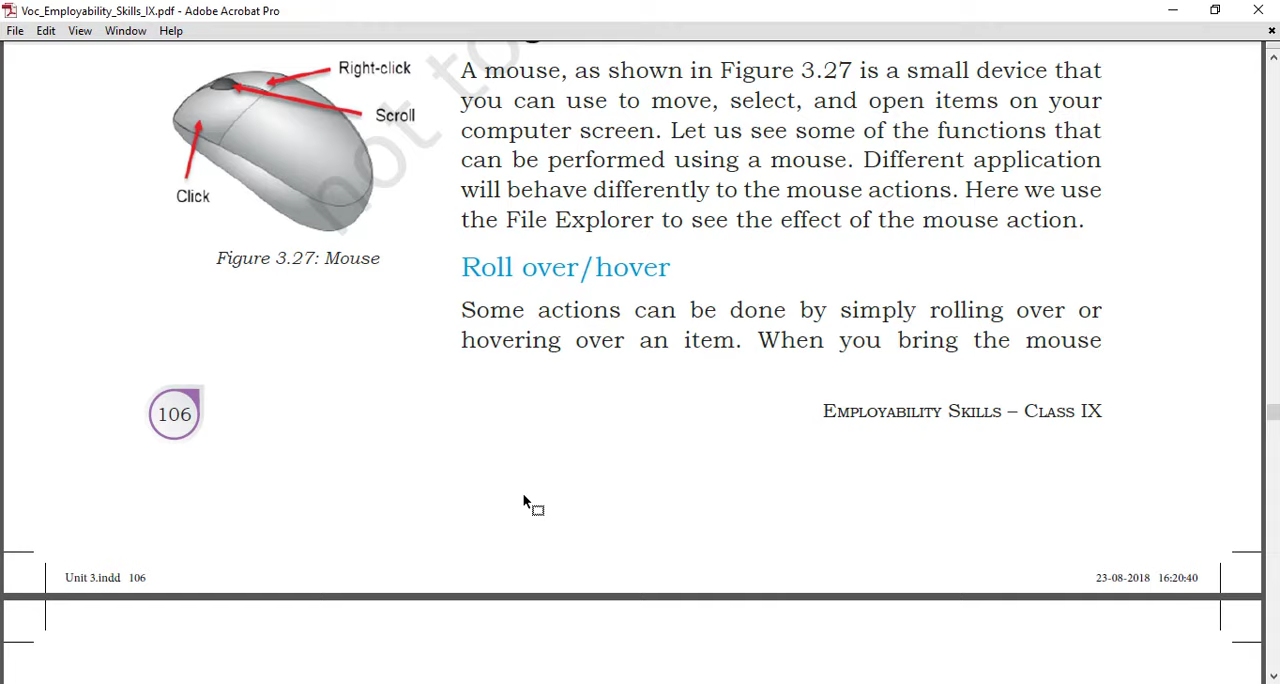 Voc_Employability_Skills_IX.pdf - Adobe Acrobat Pro
File Edit View Window Help
Right-click
Scroll
Click
Figure 3.27: Mouse
not to
A mouse, as shown in Figure 3.27 is a small device that
you can use to move, select, and open items on your
computer screen. Let us see some of the functions that
can be performed using a mouse. Different application
will behave differently to the mouse actions. Here we use
the File Explorer to see the effect of the mouse action.
Roll over/hover
Some actions can be done by simply rolling over or
hovering over an item. When you bring the mouse
106
Employability Skills – Class IX
Unit 3.indd 106
23-08-2018 16:20:40